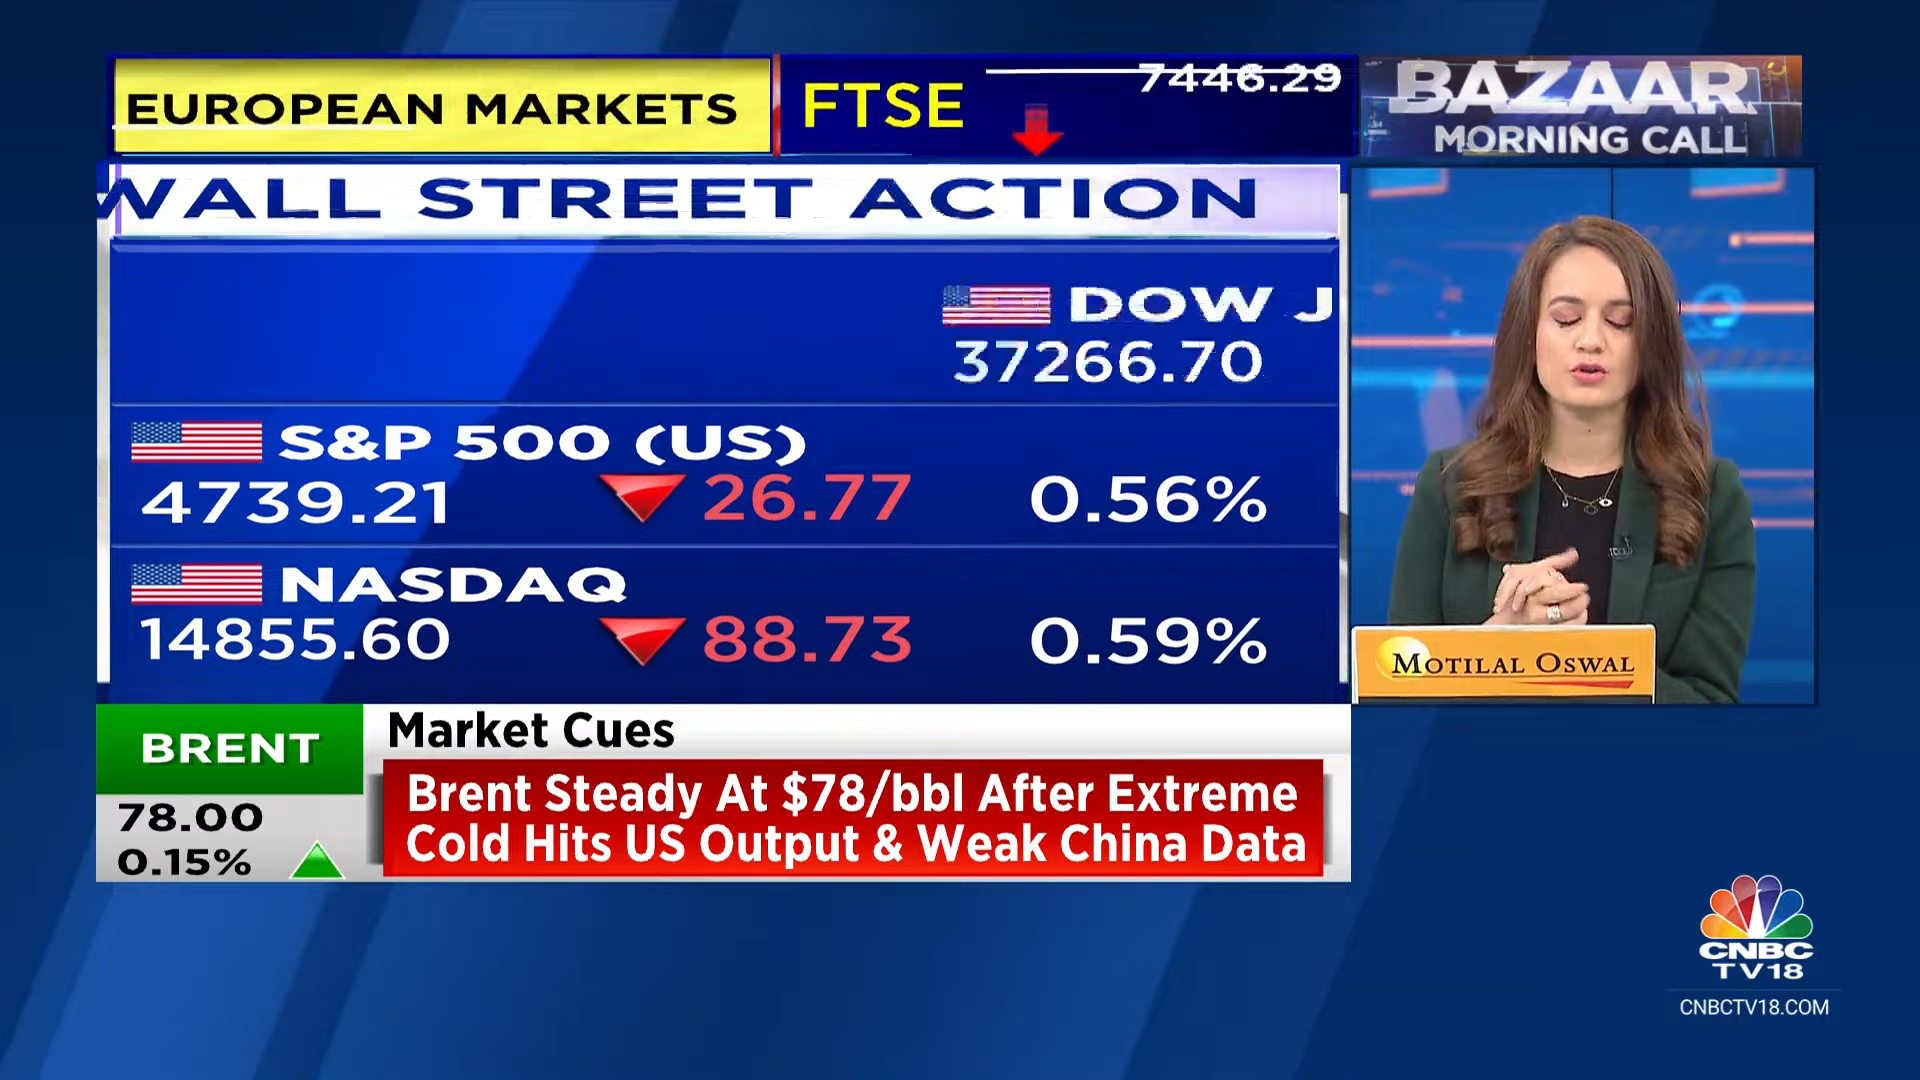 EUROPEAN MARKETS
FTSE
7446.29
BAZAAR
MORNING CALL
WALL STREET ACTION
DOW J
37266.70
S&P 500 (US)
4739.21 26.77 0.56%
NASDAQ
14855.60 88.73 0.59%
MOTILAL OSWAL
BRENT
78.00
0.15%
Market Cues
Brent Steady At $78/bbl After Extreme
Cold Hits US Output & Weak China Data
CNBC
TV18
CNBCTV18.COM